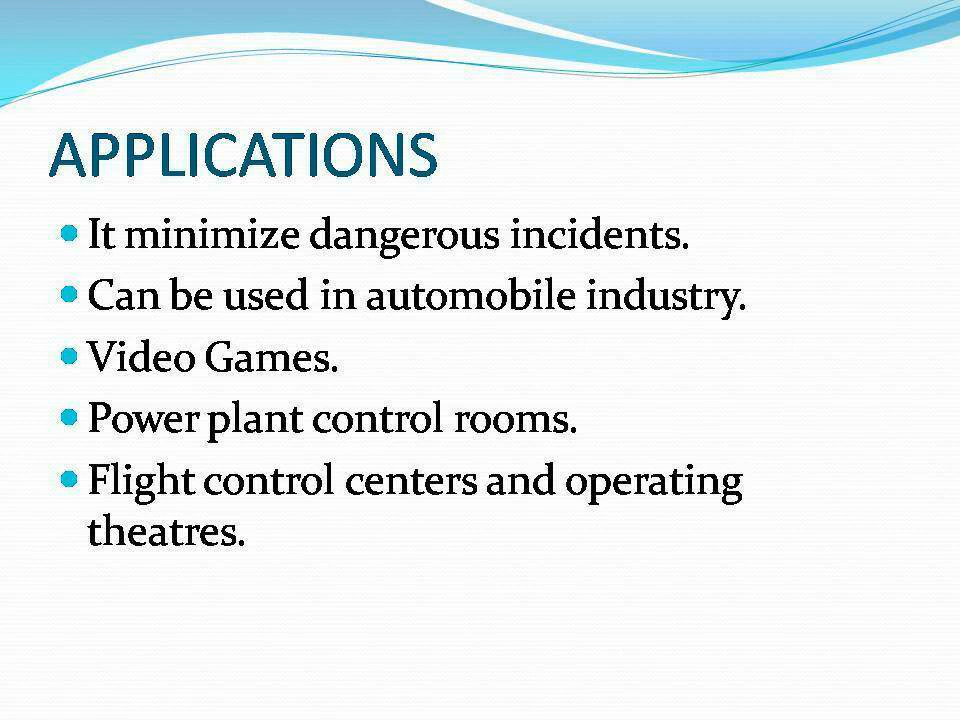 APPLICATIONS
It minimize dangerous incidents.
Can be used in automobile industry.
Video Games.
Power plant control rooms.
Flight control centers and operating
theatres.